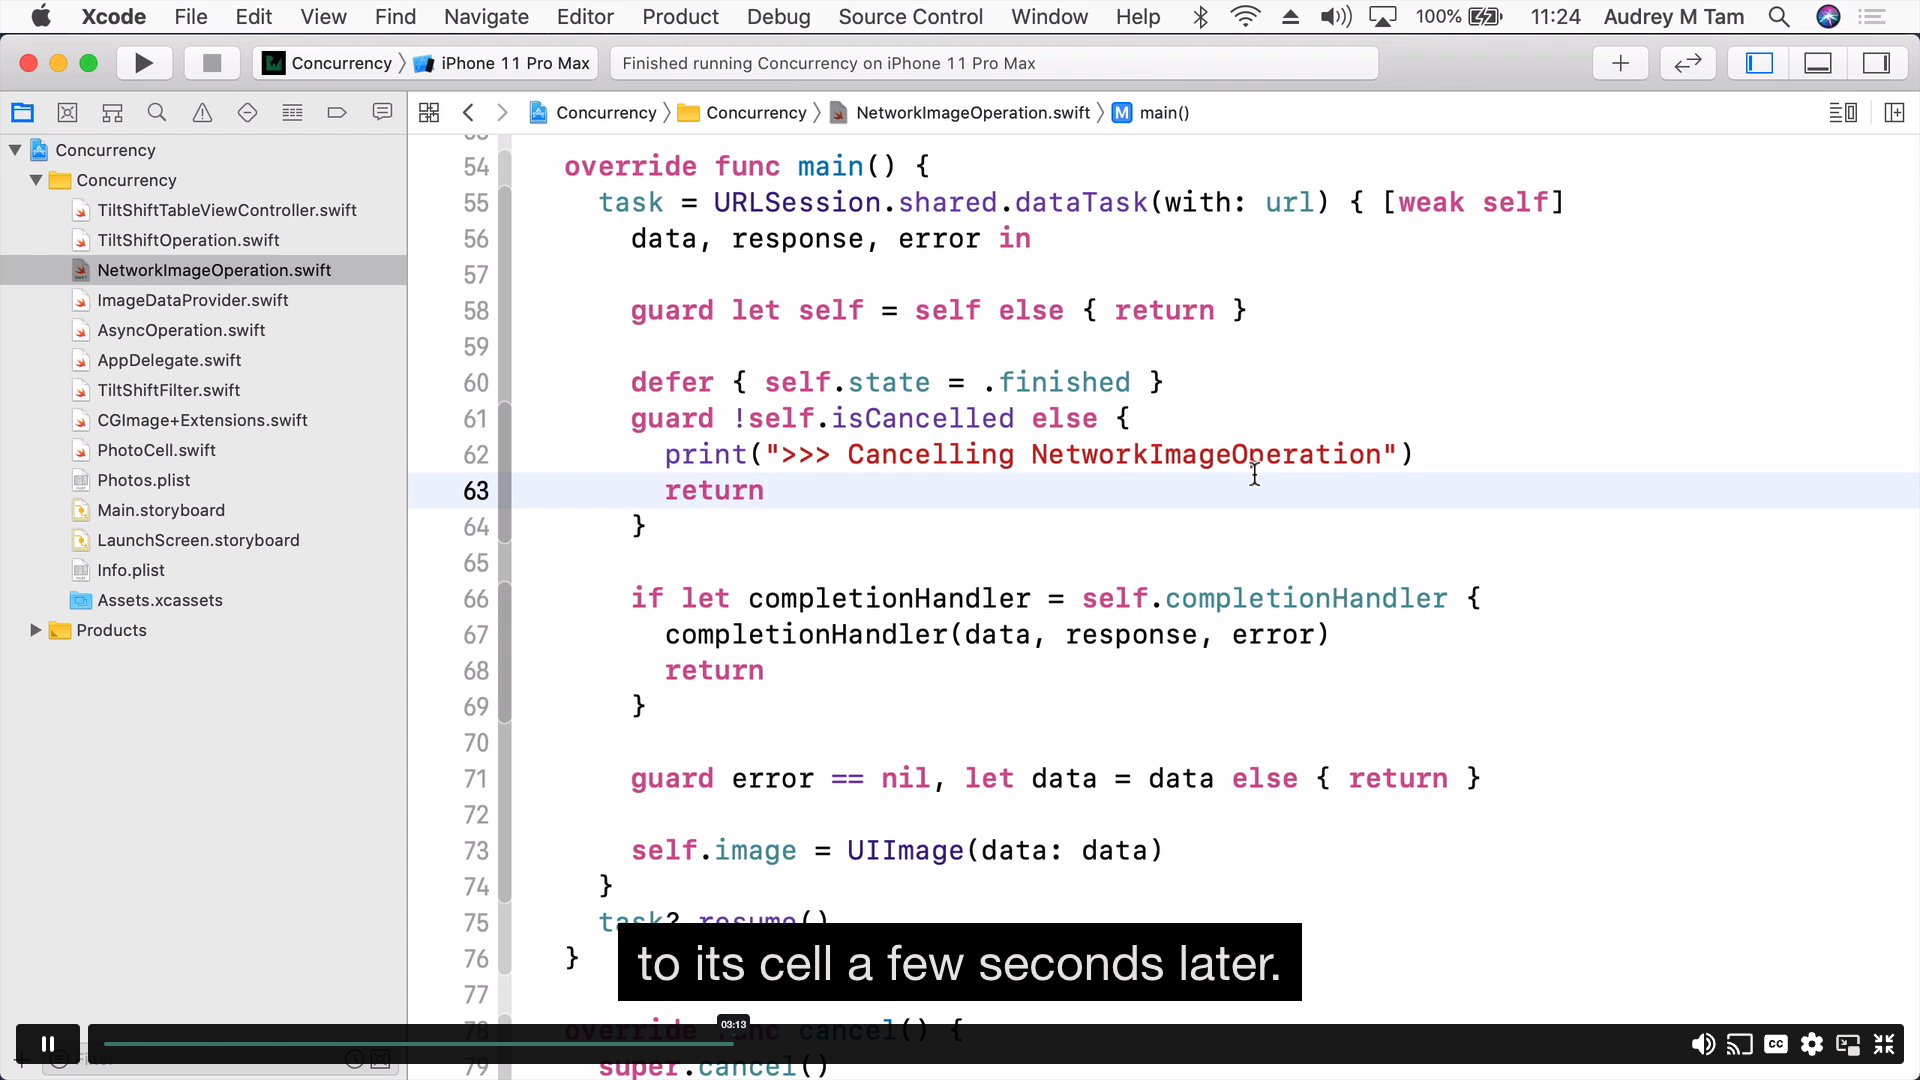 Xcode File Edit View Find Navigate Editor Product Debug Source Control Window Help 100% 11:24 Audrey M Tam
Concurrency iPhone 11 Pro Max Finished running Concurrency on iPhone 11 Pro Max
Concurrency Concurrency NetworkImageOperation.swift M main()
Concurrency
Concurrency
TiltShiftTableViewController.swift
TiltShiftOperation.swift
NetworkImageOperation.swift
ImageDataProvider.swift
AsyncOperation.swift
AppDelegate.swift
TiltShiftFilter.swift
CGImage+Extensions.swift
PhotoCell.swift
Photos.plist
Main.storyboard
LaunchScreen.storyboard
Info.plist
Assets.xcassets
Products
54 override func main() {
55 task = URLSession.shared.dataTask(with: url) { [weak self]
56 data, response, error in
57
58 guard let self = self else { return }
59
60 defer { self.state = .finished }
61 guard !self.isCancelled else {
62 print(">>> Cancelling NetworkImageOperation")
63 return
64 }
65
66 if let completionHandler = self.completionHandler {
67 completionHandler(data, response, error)
68 return
69 }
70
71 guard error == nil, let data = data else { return }
72
73 self.image = UIImage(data: data)
74 }
75 task?.resume()
76 }
77
78 override func cancel() {
79 super.cancel()
to its cell a few seconds later.
03:13
CC
Filter